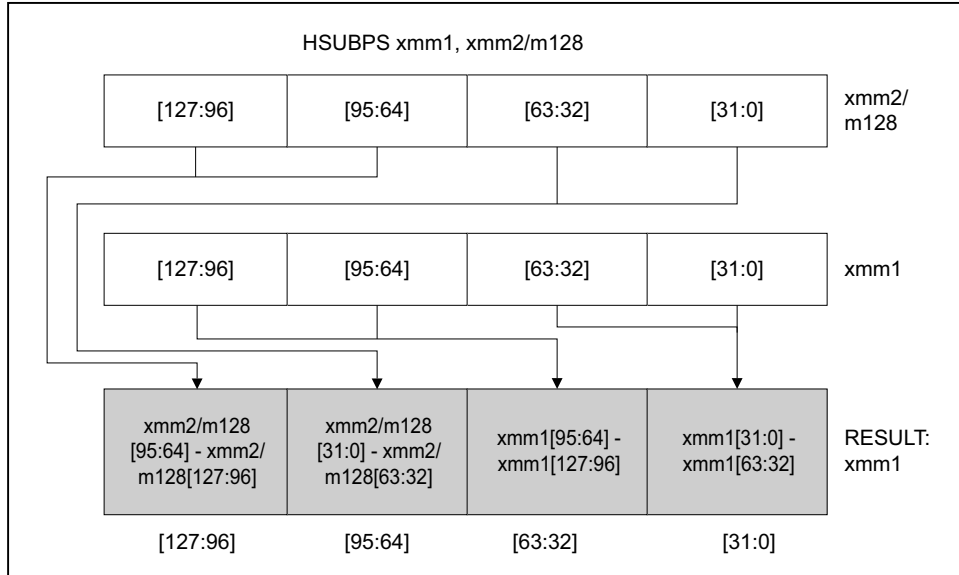 HSUBPS xmm1, xmm2/m128
[127:96] [95:64] [63:32] [31:0]
xmm2/
m128
[127:96] [95:64] [63:32] [31:0] xmm1
xmm2/m128
[95:64] - xmm2/
m128[127:96]
xmm2/m128
[31:0] - xmm2/
m128[63:32]
xmm1[95:64] -
xmm1[127:96]
xmm1[31:0] -
xmm1[63:32]
RESULT:
xmm1
[127:96] [95:64] [63:32] [31:0]